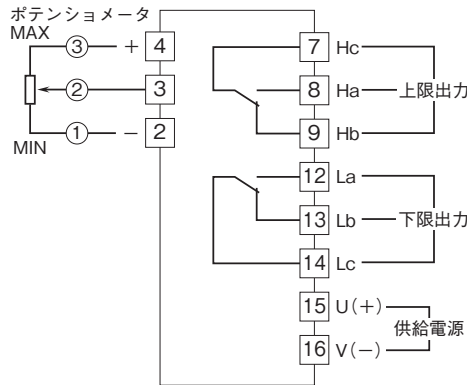 ポテンショメータ
MAX
3 + 4
2 3
1 − 2
MIN
7 Hc
8 Ha 上限出力
9 Hb
12 La
13 Lb 下限出力
14 Lc
15 U(+)
供給電源
16 V(−)